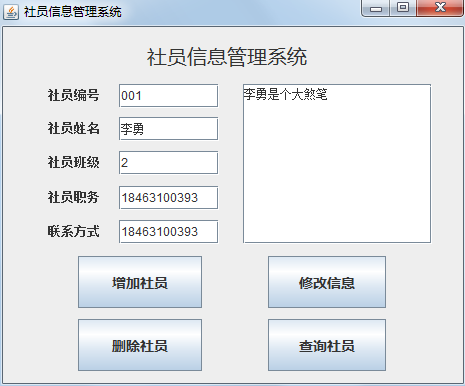 社员信息管理系统
社员信息管理系统
社员编号 001
李勇是个大煞笔
社员姓名 李勇
社员班级 2
社员职务 18463100393
联系方式 18463100393
增加社员 修改信息
删除社员 查询社员